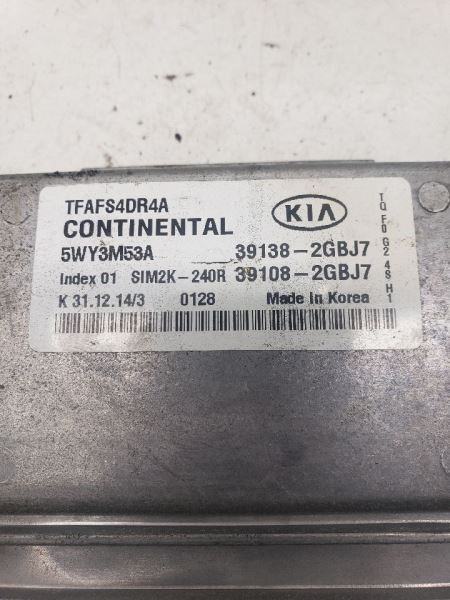 TFAFS4DR4A
CONTINENTAL
KIA
5WY3M53A 39138-2GBJ7
Index 01 SIM2K-240R 39108-2GBJ7
K 31.12.14/3 0128 Made in Korea
TQ F0 G2 4S H1